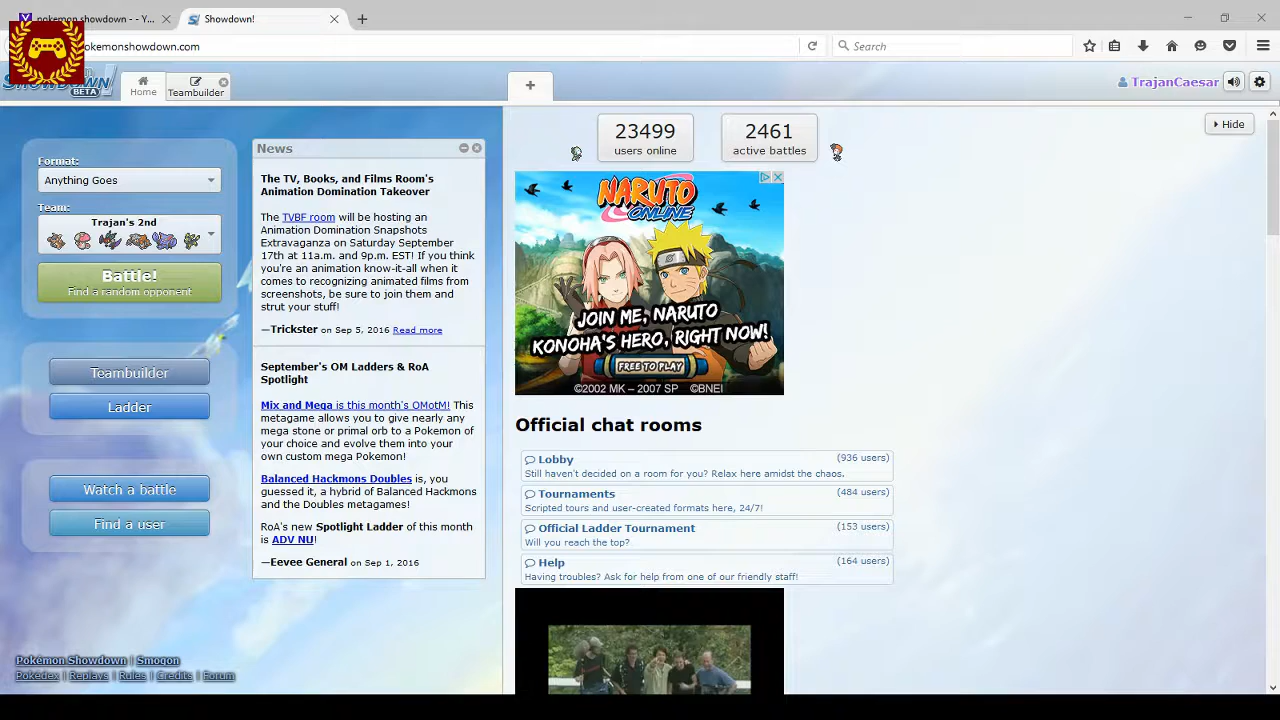 pokemon showdown - - Y...
Showdown!
okemonshowdown.com
Search
SHOWDOWN!
BETA
Home
Teambuilder
TrajanCaesar
Format:
Anything Goes
Team:
Trajan's 2nd
Battle!
Find a random opponent
Teambuilder
Ladder
Watch a battle
Find a user
Pokémon Showdown | Smogon
Pokédex | Replays | Rules | Credits | Forum
News
The TV, Books, and Films Room's
Animation Domination Takeover
The TVBF room will be hosting an
Animation Domination Snapshots
Extravaganza on Saturday September
17th at 11a.m. and 9p.m. EST! If you think
you're an animation know-it-all when it
comes to recognizing animated films from
screenshots, be sure to join them and
strut your stuff!
—Trickster on Sep 5, 2016 Read more
September's OM Ladders & RoA
Spotlight
Mix and Mega is this month's OMotM! This
metagame allows you to give nearly any
mega stone or primal orb to a Pokemon of
your choice and evolve them into your
own custom mega Pokemon!
Balanced Hackmons Doubles is, you
guessed it, a hybrid of Balanced Hackmons
and the Doubles metagames!
RoA's new Spotlight Ladder of this month
is ADV NU!
—Eevee General on Sep 1, 2016
23499
users online
2461
active battles
Hide
NARUTO
ONLINE
JOIN ME, NARUTO
KONOHA'S HERO, RIGHT NOW!
FREE TO PLAY
©2002 MK – 2007 SP ©BNEI
Official chat rooms
Lobby (936 users)
Still haven't decided on a room for you? Relax here amidst the chaos.
Tournaments (484 users)
Scripted tours and user-created formats here, 24/7!
Official Ladder Tournament (153 users)
Will you reach the top?
Help (164 users)
Having troubles? Ask for help from one of our friendly staff!